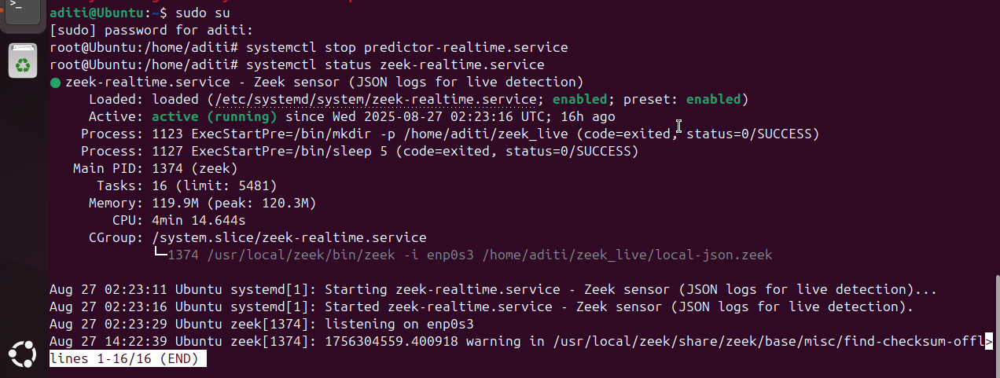 >_
aditi@Ubuntu:~$ sudo su
[sudo] password for aditi:
root@Ubuntu:/home/aditi# systemctl stop predictor-realtime.service
root@Ubuntu:/home/aditi# systemctl status zeek-realtime.service
● zeek-realtime.service - Zeek sensor (JSON logs for live detection)
Loaded: loaded (/etc/systemd/system/zeek-realtime.service; enabled; preset: enabled)
Active: active (running) since Wed 2025-08-27 02:23:16 UTC; 16h ago
Process: 1123 ExecStartPre=/bin/mkdir -p /home/aditi/zeek_live (code=exited, status=0/SUCCESS)
Process: 1127 ExecStartPre=/bin/sleep 5 (code=exited, status=0/SUCCESS)
Main PID: 1374 (zeek)
Tasks: 16 (limit: 5481)
Memory: 119.9M (peak: 120.3M)
CPU: 4min 14.644s
CGroup: /system.slice/zeek-realtime.service
└─1374 /usr/local/zeek/bin/zeek -i enp0s3 /home/aditi/zeek_live/local-json.zeek
Aug 27 02:23:11 Ubuntu systemd[1]: Starting zeek-realtime.service - Zeek sensor (JSON logs for live detection)...
Aug 27 02:23:16 Ubuntu systemd[1]: Started zeek-realtime.service - Zeek sensor (JSON logs for live detection).
Aug 27 02:23:29 Ubuntu zeek[1374]: listening on enp0s3
Aug 27 14:22:39 Ubuntu zeek[1374]: 1756304559.400918 warning in /usr/local/zeek/share/zeek/base/misc/find-checksum-offl>
lines 1-16/16 (END)